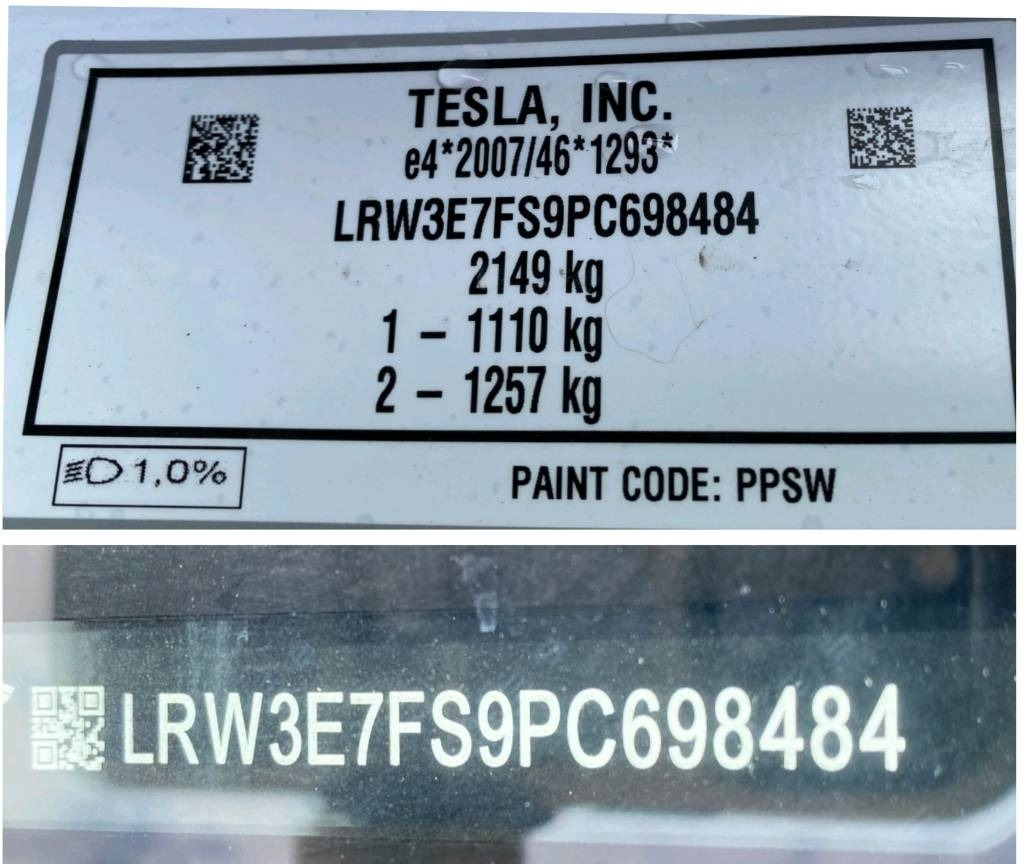 TESLA, INC.
e4*2007/46*1293*
LRW3E7FS9PC698484
2149 kg
1 – 1110 kg
2 – 1257 kg
1,0%
PAINT CODE: PPSW
LRW3E7FS9PC698484